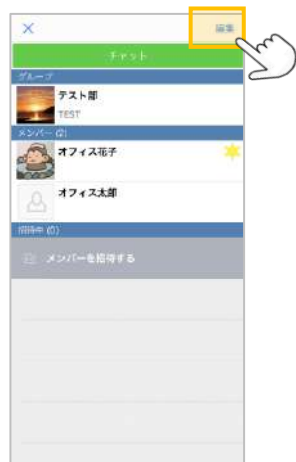 × 編集
チャット
グループ
テスト部
TEST
メンバー (2)
オフィス花子
オフィス太郎
招待中 (0)
メンバーを招待する